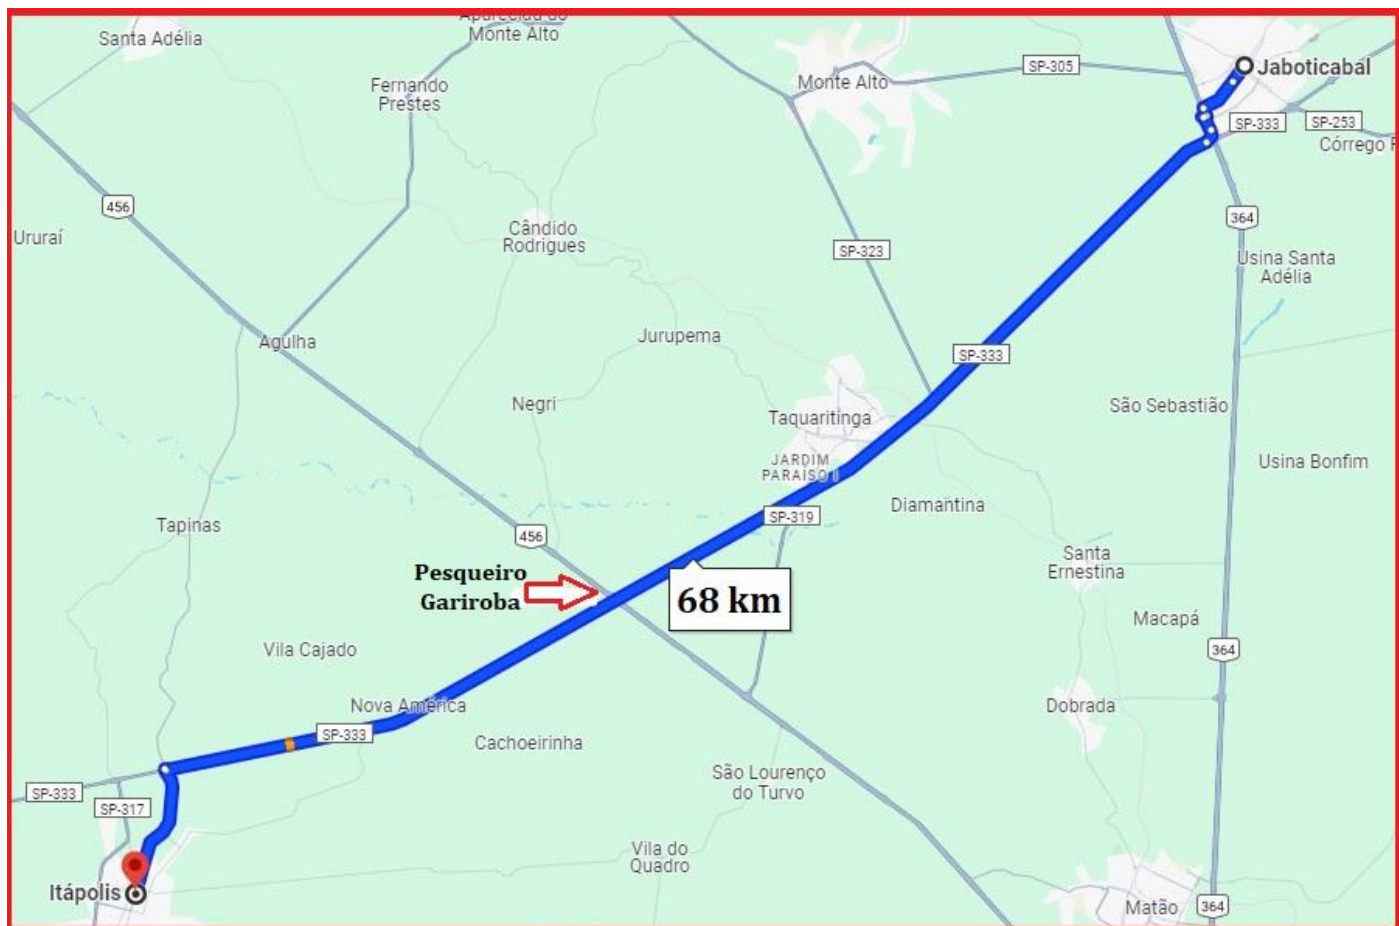 Aparecida do
Monte Alto
Santa Adélia
Jaboticabal
SP-305
Monte Alto
Fernando
Prestes
SP-333
SP-253
Córrego F
456
364
Cândido
Rodrigues
Ururaí
SP-323
Usina Santa
Adélia
Jurupema
Agulha
SP-333
Negri
São Sebastião
Taquaritinga
JARDIM
PARAISO I
Usina Bonfim
Diamantina
SP-319
Tapinas
456
Santa
Ernestina
Pesqueiro
Gariroba
68 km
Macapá
Vila Cajado
364
Nova América
Dobrada
SP-333
Cachoeirinha
São Lourenço
do Turvo
SP-333
SP-317
Vila do
Quadro
Itápolis
Matão
364